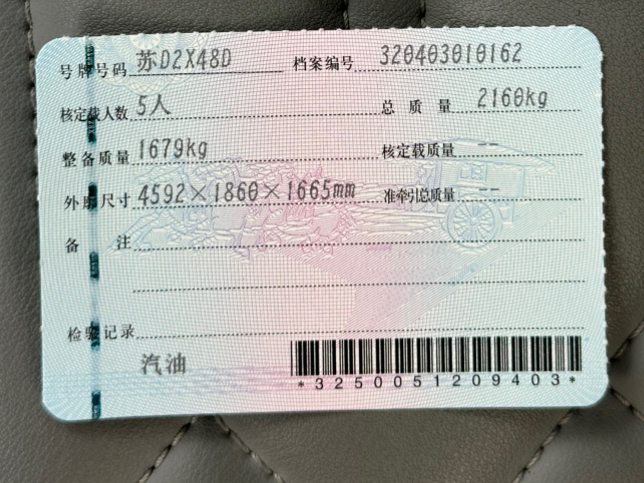 号牌号码 苏D2X48D 档案编号 320403010162
核定载人数 5人 总质量 2160kg
整备质量 1679kg 核定载质量 --
外廓尺寸 4592×1860×1665mm 准牵引总质量 --
备注
检验记录
汽油
*3250051209403*